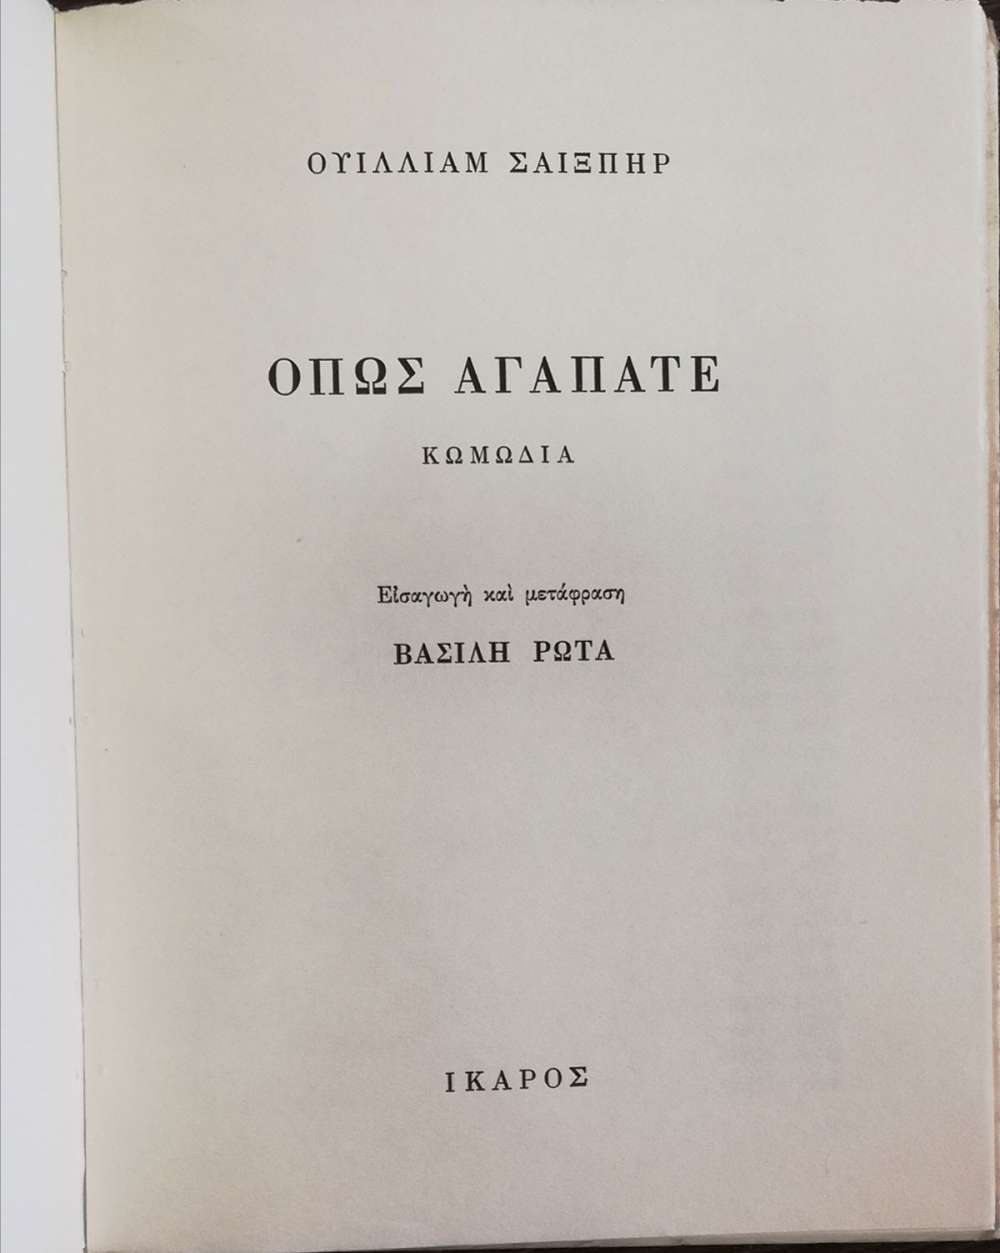 ΟΥΙΛΛΙΑΜ ΣΑΙΞΠΗΡ
ΟΠΩΣ ΑΓΑΠΑΤΕ
ΚΩΜΩΔΙΑ
Εἰσαγωγὴ καὶ μετάφραση
ΒΑΣΙΛΗ ΡΩΤΑ
ΙΚΑΡΟΣ